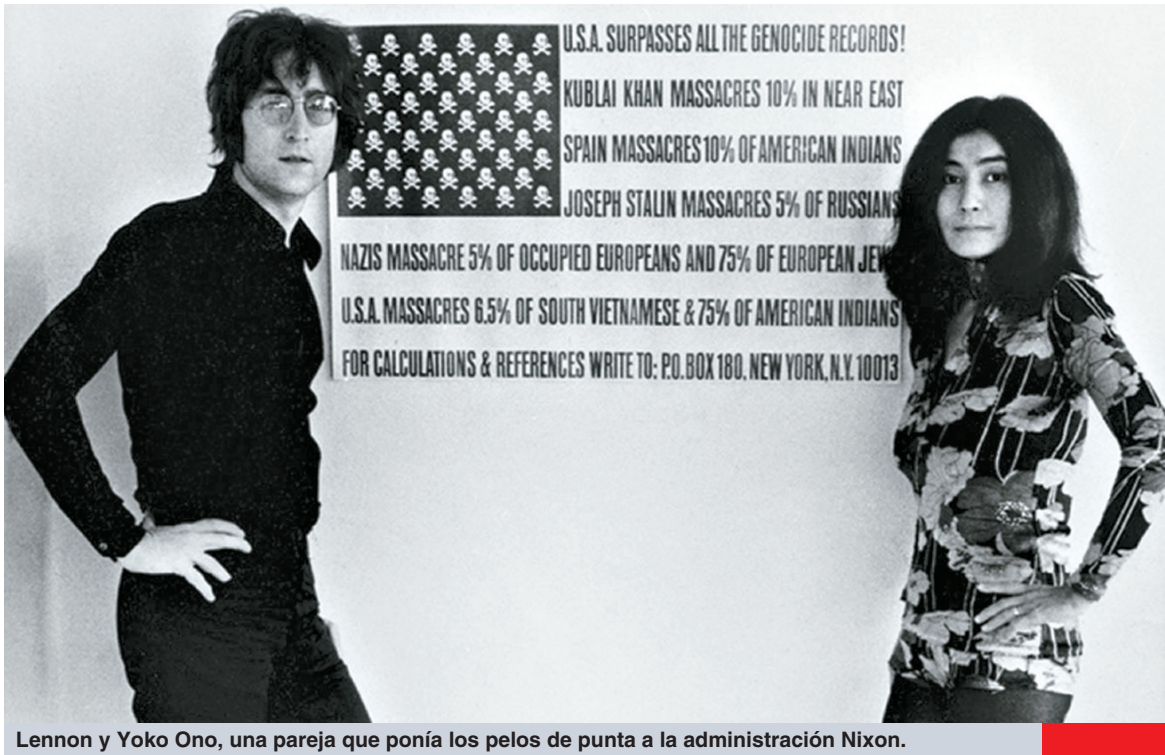 U.S.A. SURPASSES ALL THE GENOCIDE RECORDS!
KUBLAI KHAN MASSACRES 10% IN NEAR EAST
SPAIN MASSACRES 10% OF AMERICAN INDIANS
JOSEPH STALIN MASSACRES 5% OF RUSSIANS
NAZIS MASSACRE 5% OF OCCUPIED EUROPEANS AND 75% OF EUROPEAN
U.S.A. MASSACRES 6.5% OF SOUTH VIETNAMESE & 75% OF AMERICAN INDIANS
FOR CALCULATIONS & REFERENCES WRITE TO: P.O. BOX 180, NEW YORK, N.Y. 10013
Lennon y Yoko Ono, una pareja que ponía los pelos de punta a la administración Nixon.